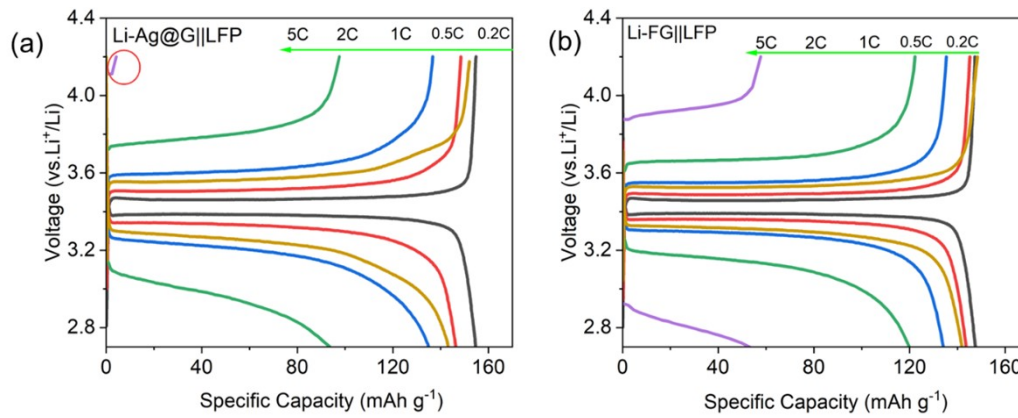 (a)
Li-Ag@G||LFP
5C 2C 1C 0.5C 0.2C
4.4
4.0
3.6
3.2
2.8
Voltage (vs.Li⁺/Li)
0 40 80 120 160
Specific Capacity (mAh g⁻¹)
(b)
Li-FG||LFP
5C 2C 1C 0.5C 0.2C
4.4
4.0
3.6
3.2
2.8
Voltage (vs.Li⁺/Li)
0 40 80 120 160
Specific Capacity (mAh g⁻¹)